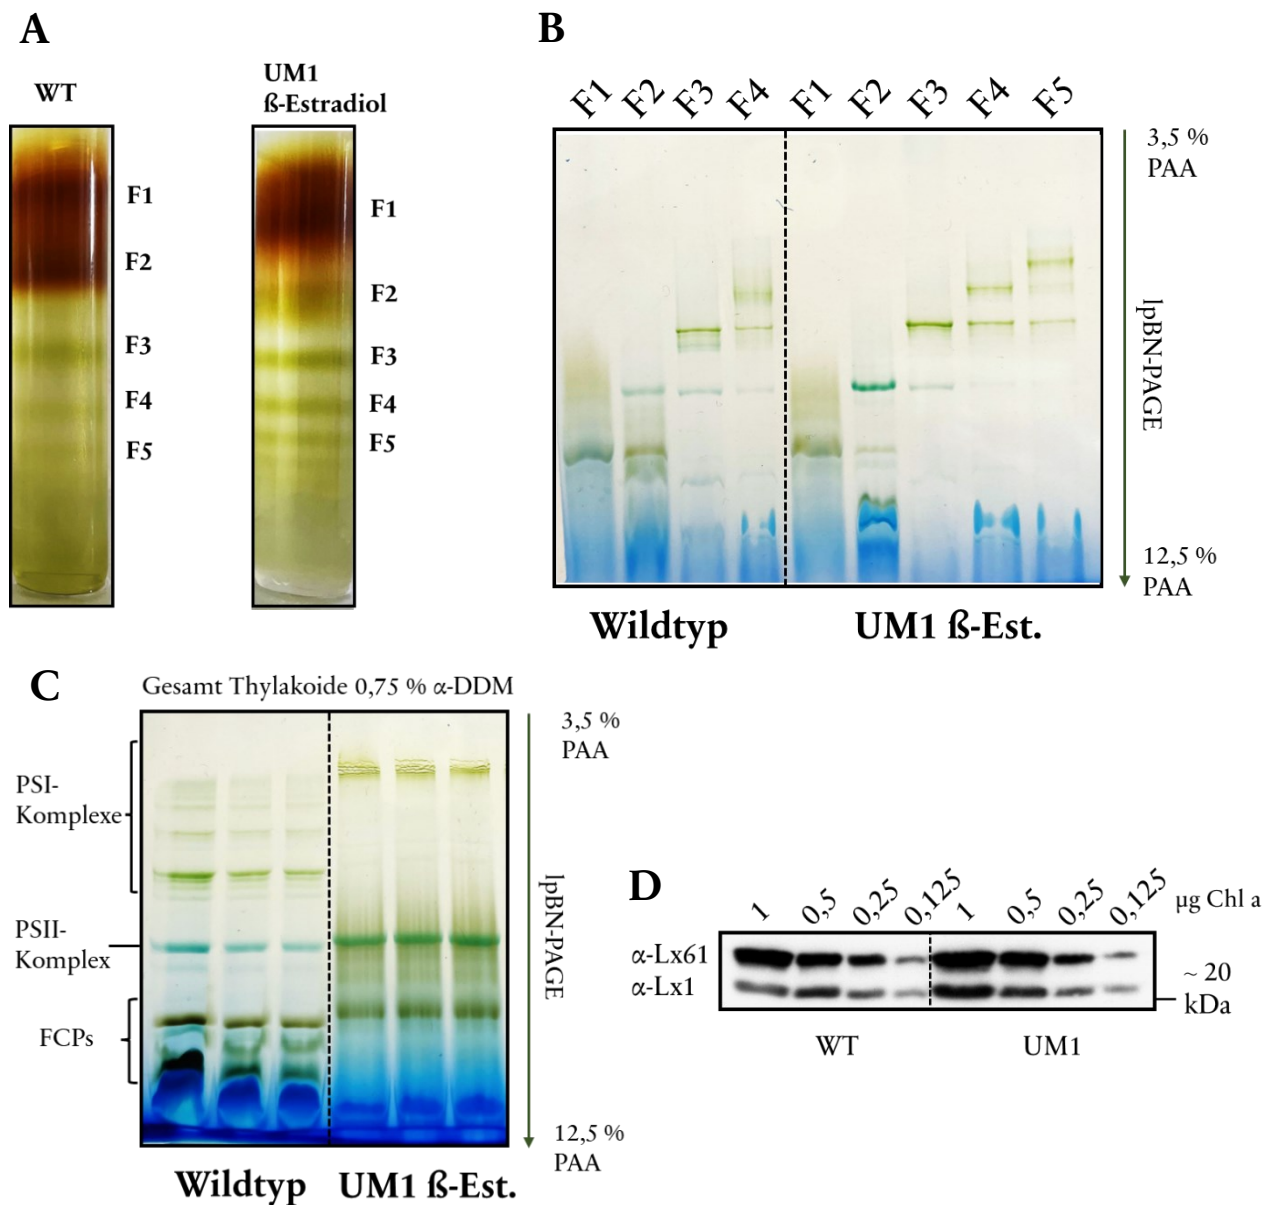 A
WT
UM1
ß-Estradiol
F1
F2
F3
F4
F5
F1
F2
F3
F4
F5
B
F1 F2 F3 F4 F1 F2 F3 F4 F5
3,5 %
PAA
lpBN-PAGE
12,5 %
PAA
Wildtyp UM1 ß-Est.
C
Gesamt Thylakoide 0,75 % α-DDM
PSI-
Komplexe
PSII-
Komplex
FCPs
3,5 %
PAA
lpBN-PAGE
12,5 %
PAA
Wildtyp UM1 ß-Est.
D
1 0,5 0,25 0,125 1 0,5 0,25 0,125 µg Chl a
α-Lx61
α-Lx1
~ 20
kDa
WT UM1